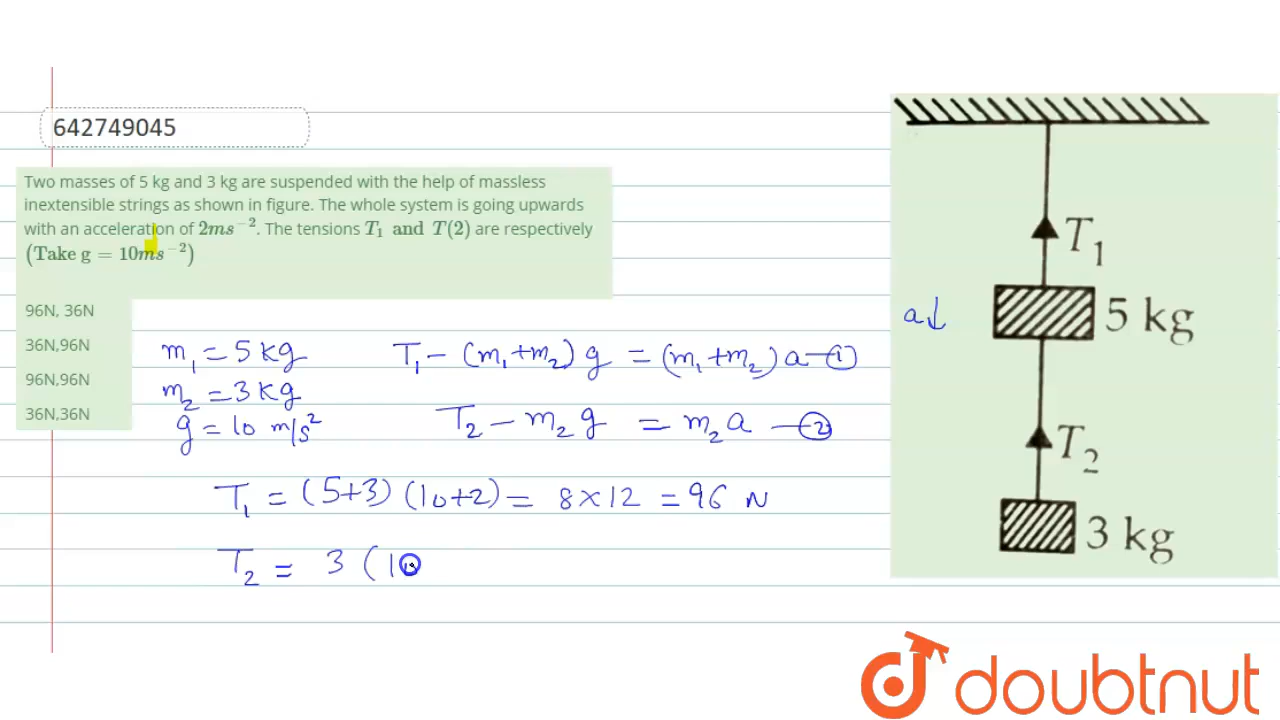 642749045
Two masses of 5 kg and 3 kg are suspended with the help of massless
inextensible strings as shown in figure. The whole system is going upwards
with an acceleration of 2ms⁻². The tensions T₁ and T(2) are respectively
(Take g = 10ms⁻²)
96N, 36N
36N,96N
96N,96N
36N,36N
m₁ = 5 kg
m₂ = 3 kg
g = 10 m/s²
T₁ - (m₁+m₂) g = (m₁+m₂) a —①
T₂ - m₂ g = m₂ a —②
T₁ = (5+3) (10+2) = 8 × 12 = 96 N
T₂ = 3 (10
T₁
a↓
5 kg
T₂
3 kg
doubtnut